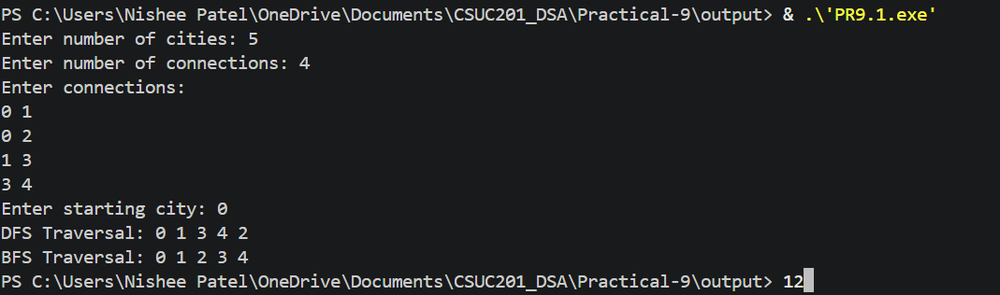 PS C:\Users\Nishee Patel\OneDrive\Documents\CSUC201_DSA\Practical-9\output> & .\'PR9.1.exe'
Enter number of cities: 5
Enter number of connections: 4
Enter connections:
0 1
0 2
1 3
3 4
Enter starting city: 0
DFS Traversal: 0 1 3 4 2
BFS Traversal: 0 1 2 3 4
PS C:\Users\Nishee Patel\OneDrive\Documents\CSUC201_DSA\Practical-9\output> 12